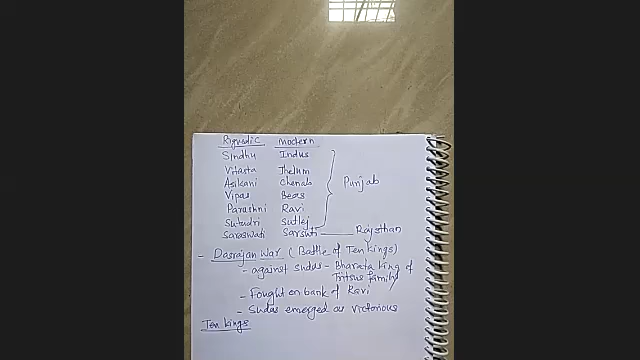 Rigvedic Modern
Sindhu Indus
Vitasta Jhelum
Asikani Chenab
Vipas Beas
Punjab
Parushni Ravi
Sutudri Sutlej
Saraswati Sarsuti Rajsthan
- Dasrajan War (Battle of Ten Kings)
- against Sudas - Bharata King of
Tritsus family
- Fought on bank of Ravi
- Sudas emerged as victorious
Ten Kings